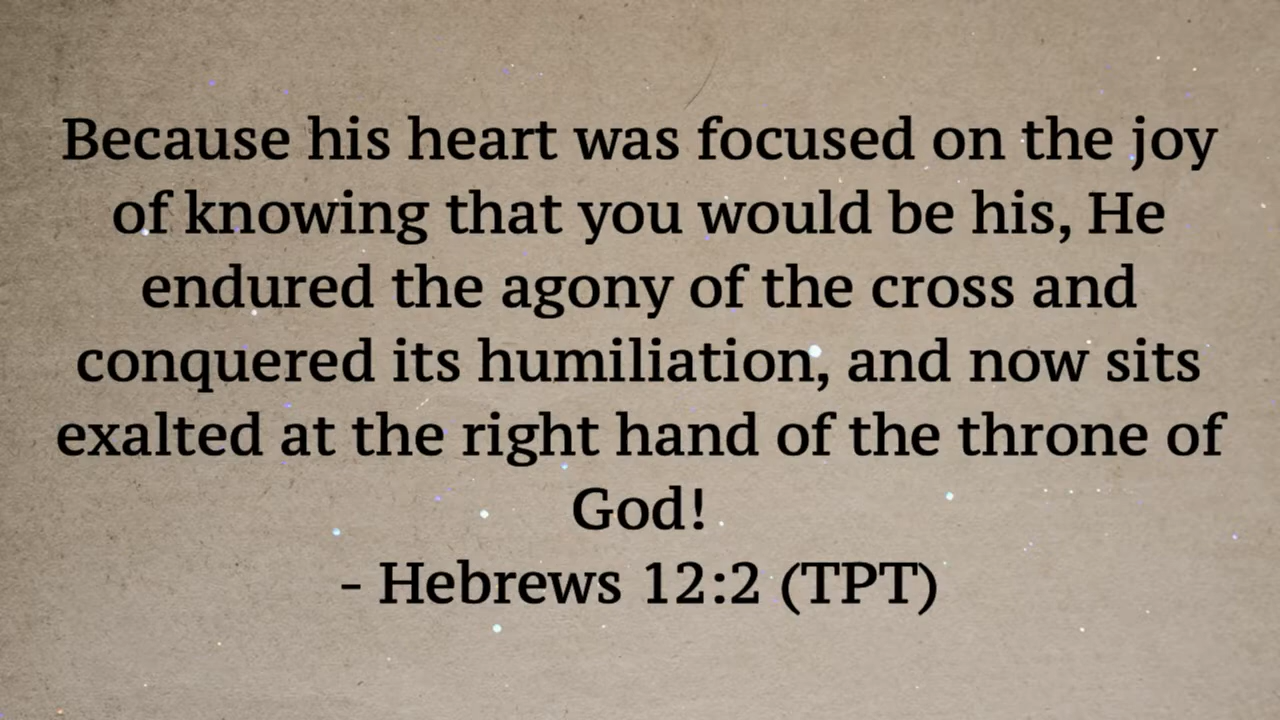 Because his heart was focused on the joy
of knowing that you would be his, He
endured the agony of the cross and
conquered its humiliation, and now sits
exalted at the right hand of the throne of
God!
- Hebrews 12:2 (TPT)